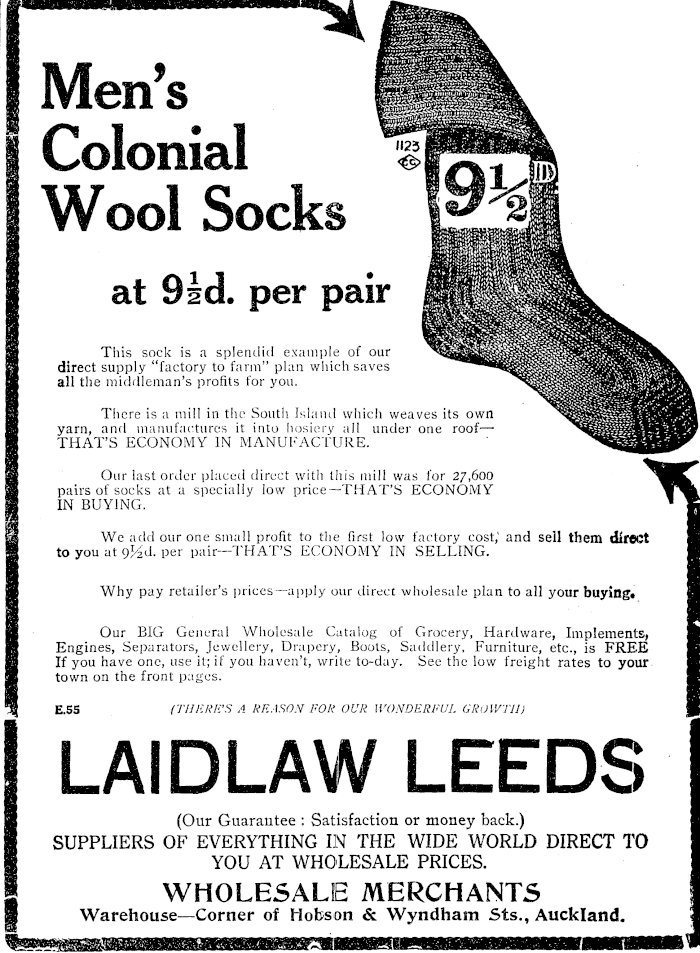 Men's
Colonial
Wool Socks
at 9½d. per pair
1123
EC
9½D
This sock is a splendid example of our
direct supply "factory to farm" plan which saves
all the middleman's profits for you.
There is a mill in the South Island which weaves its own
yarn, and manufactures it into hosiery all under one roof—
THAT'S ECONOMY IN MANUFACTURE.
Our last order placed direct with this mill was for 27,600
pairs of socks at a specially low price—THAT'S ECONOMY
IN BUYING.
We add our one small profit to the first low factory cost, and sell them direct
to you at 9½d. per pair—THAT'S ECONOMY IN SELLING.
Why pay retailer's prices—apply our direct wholesale plan to all your buying.
Our BIG General Wholesale Catalog of Grocery, Hardware, Implements,
Engines, Separators, Jewellery, Drapery, Boots, Saddlery, Furniture, etc., is FREE
If you have one, use it; if you haven't, write to-day. See the low freight rates to your
town on the front pages.
E.55 (THERE'S A REASON FOR OUR WONDERFUL GROWTH)
LAIDLAW LEEDS
(Our Guarantee : Satisfaction or money back.)
SUPPLIERS OF EVERYTHING IN THE WIDE WORLD DIRECT TO
YOU AT WHOLESALE PRICES.
WHOLESALE MERCHANTS
Warehouse—Corner of Hobson & Wyndham Sts., Auckland.